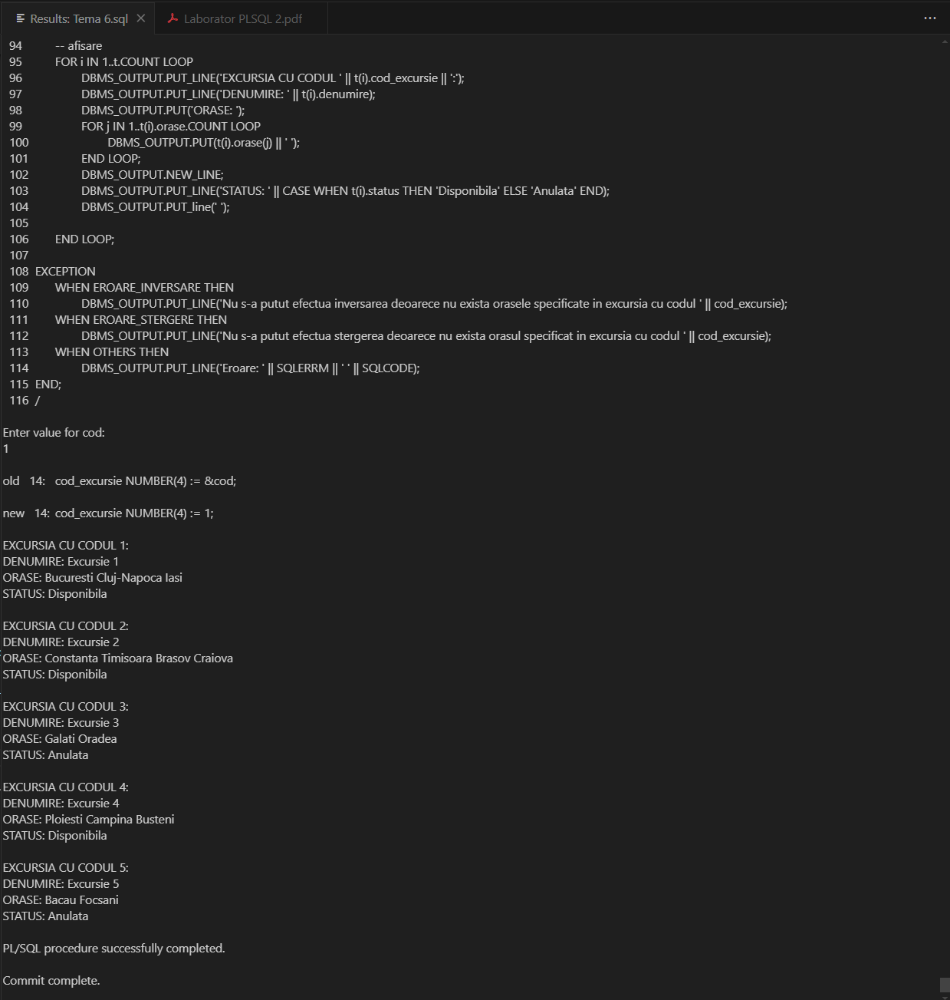 Results: Tema 6.sql
Laborator PLSQL 2.pdf
94 -- afisare
95 FOR i IN 1..t.COUNT LOOP
96 DBMS_OUTPUT.PUT_LINE('EXCURSIA CU CODUL ' || t(i).cod_excursie || ':');
97 DBMS_OUTPUT.PUT_LINE('DENUMIRE: ' || t(i).denumire);
98 DBMS_OUTPUT.PUT('ORASE: ');
99 FOR j IN 1..t(i).orase.COUNT LOOP
100 DBMS_OUTPUT.PUT(t(i).orase(j) || ' ');
101 END LOOP;
102 DBMS_OUTPUT.NEW_LINE;
103 DBMS_OUTPUT.PUT_LINE('STATUS: ' || CASE WHEN t(i).status THEN 'Disponibila' ELSE 'Anulata' END);
104 DBMS_OUTPUT.PUT_line(' ');
105
106 END LOOP;
107
108 EXCEPTION
109 WHEN EROARE_INVERSARE THEN
110 DBMS_OUTPUT.PUT_LINE('Nu s-a putut efectua inversarea deoarece nu exista orasele specificate in excursia cu codul ' || cod_excursie);
111 WHEN EROARE_STERGERE THEN
112 DBMS_OUTPUT.PUT_LINE('Nu s-a putut efectua stergerea deoarece nu exista orasul specificat in excursia cu codul ' || cod_excursie);
113 WHEN OTHERS THEN
114 DBMS_OUTPUT.PUT_LINE('Eroare: ' || SQLERRM || ' ' || SQLCODE);
115 END;
116 /
Enter value for cod:
1
old 14: cod_excursie NUMBER(4) := &cod;
new 14: cod_excursie NUMBER(4) := 1;
EXCURSIA CU CODUL 1:
DENUMIRE: Excursie 1
ORASE: Bucuresti Cluj-Napoca Iasi
STATUS: Disponibila
EXCURSIA CU CODUL 2:
DENUMIRE: Excursie 2
ORASE: Constanta Timisoara Brasov Craiova
STATUS: Disponibila
EXCURSIA CU CODUL 3:
DENUMIRE: Excursie 3
ORASE: Galati Oradea
STATUS: Anulata
EXCURSIA CU CODUL 4:
DENUMIRE: Excursie 4
ORASE: Ploiesti Campina Busteni
STATUS: Disponibila
EXCURSIA CU CODUL 5:
DENUMIRE: Excursie 5
ORASE: Bacau Focsani
STATUS: Anulata
PL/SQL procedure successfully completed.
Commit complete.